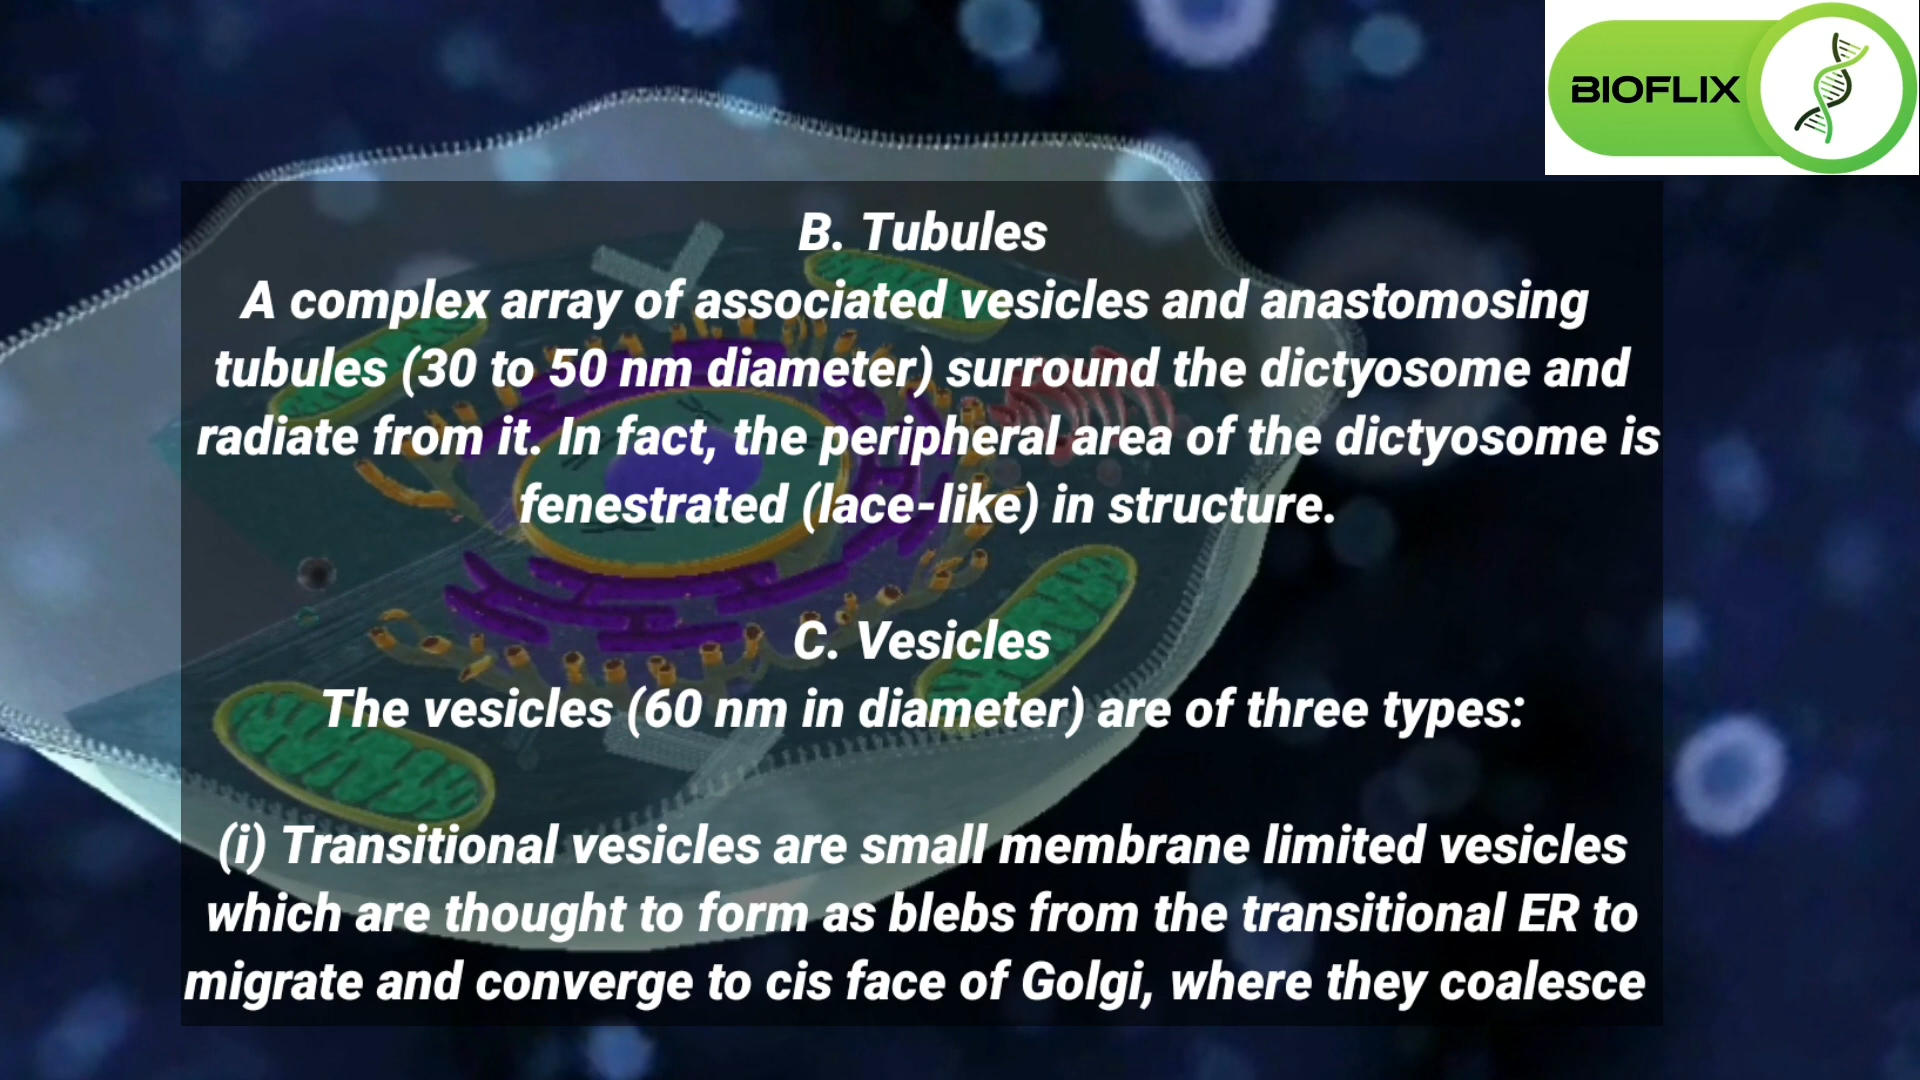 BIOFLIX
B. Tubules
A complex array of associated vesicles and anastomosing
tubules (30 to 50 nm diameter) surround the dictyosome and
radiate from it. In fact, the peripheral area of the dictyosome is
fenestrated (lace-like) in structure.
C. Vesicles
The vesicles (60 nm in diameter) are of three types:
(i) Transitional vesicles are small membrane limited vesicles
which are thought to form as blebs from the transitional ER to
migrate and converge to cis face of Golgi, where they coalesce